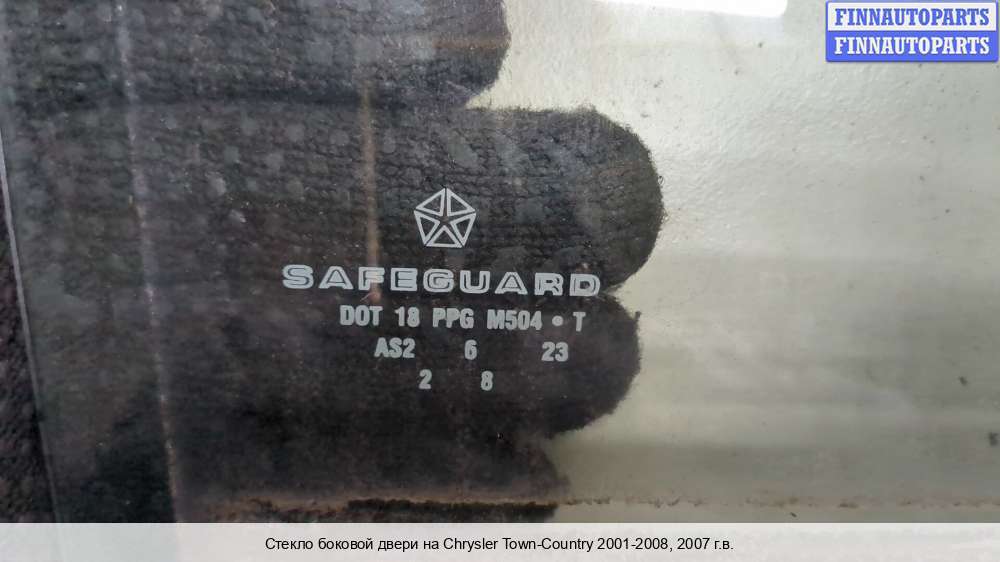 FINNAUTOPARTS
FINNAUTOPARTS
SAFEGUARD
DOT 18 PPG M504 • T
AS2 6 23
2 8
Стекло боковой двери на Chrysler Town-Country 2001-2008, 2007 г.в.